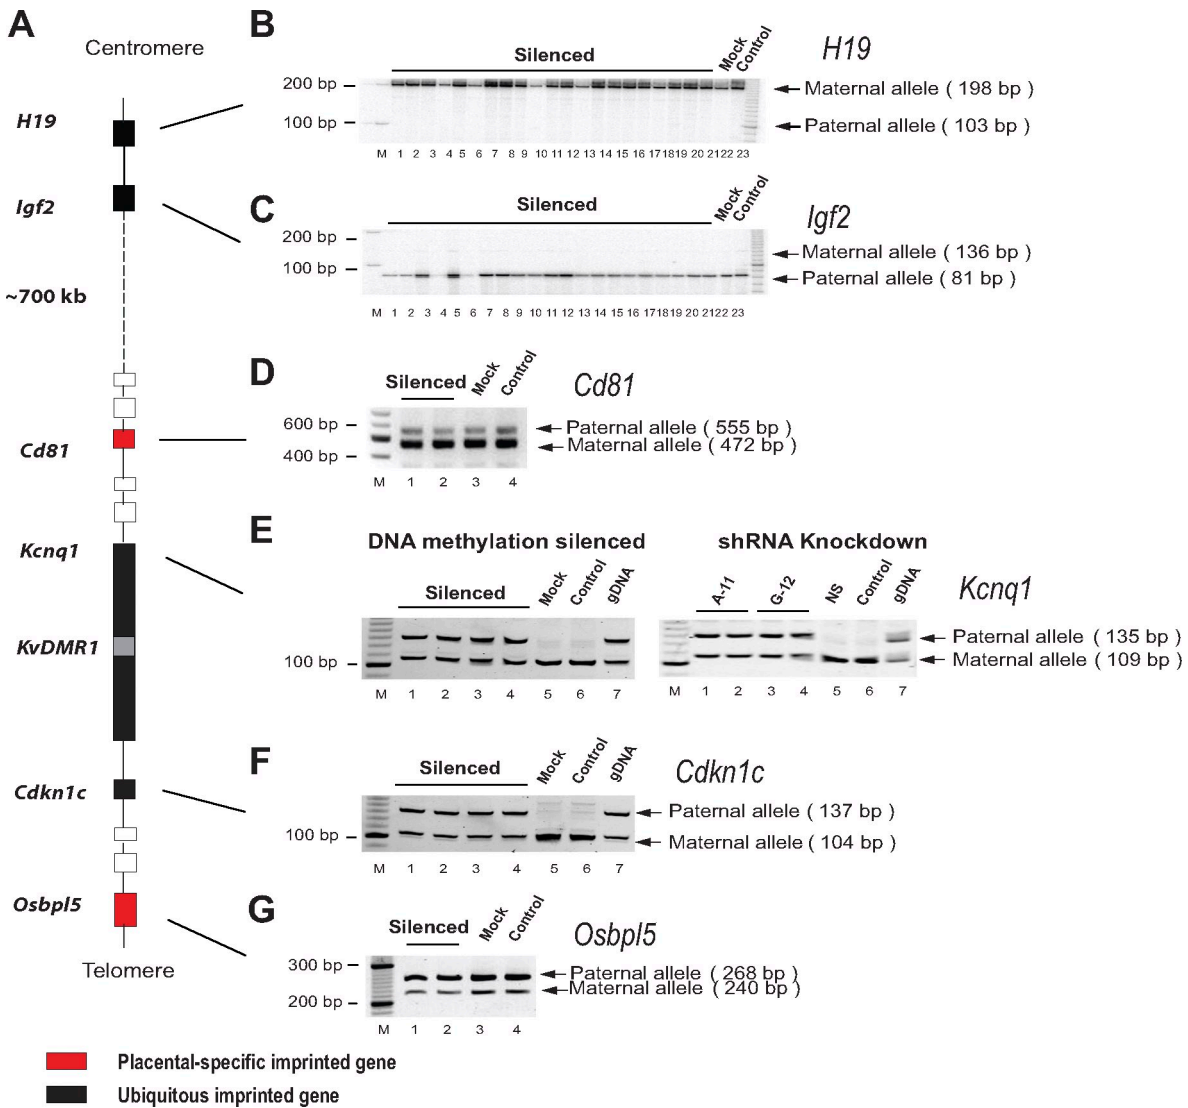 A
Centromere
H19
Igf2
~700 kb
Cd81
Kcnq1
KvDMR1
Cdkn1c
Osbpl5
Telomere
Placental-specific imprinted gene
Ubiquitous imprinted gene
B
Silenced
Mock
Control
H19
200 bp
100 bp
Maternal allele ( 198 bp )
Paternal allele ( 103 bp )
M 1 2 3 4 5 6 7 8 9 10 11 12 13 14 15 16 17 18 19 20 21 22 23
C
Silenced
Mock
Control
Igf2
200 bp
100 bp
Maternal allele ( 136 bp )
Paternal allele ( 81 bp )
M 1 2 3 4 5 6 7 8 9 10 11 12 13 14 15 16 17 18 19 20 21 22 23
D
Silenced
Mock
Control
Cd81
600 bp
400 bp
Paternal allele ( 555 bp )
Maternal allele ( 472 bp )
M 1 2 3 4
E
DNA methylation silenced
Silenced
Mock
Control
gDNA
100 bp
M 1 2 3 4 5 6 7
shRNA Knockdown
A-11
G-12
NS
Control
gDNA
Kcnq1
Paternal allele ( 135 bp )
Maternal allele ( 109 bp )
M 1 2 3 4 5 6 7
F
Silenced
Mock
Control
gDNA
Cdkn1c
100 bp
Paternal allele ( 137 bp )
Maternal allele ( 104 bp )
M 1 2 3 4 5 6 7
G
Silenced
Mock
Control
Osbpl5
300 bp
200 bp
Paternal allele ( 268 bp )
Maternal allele ( 240 bp )
M 1 2 3 4